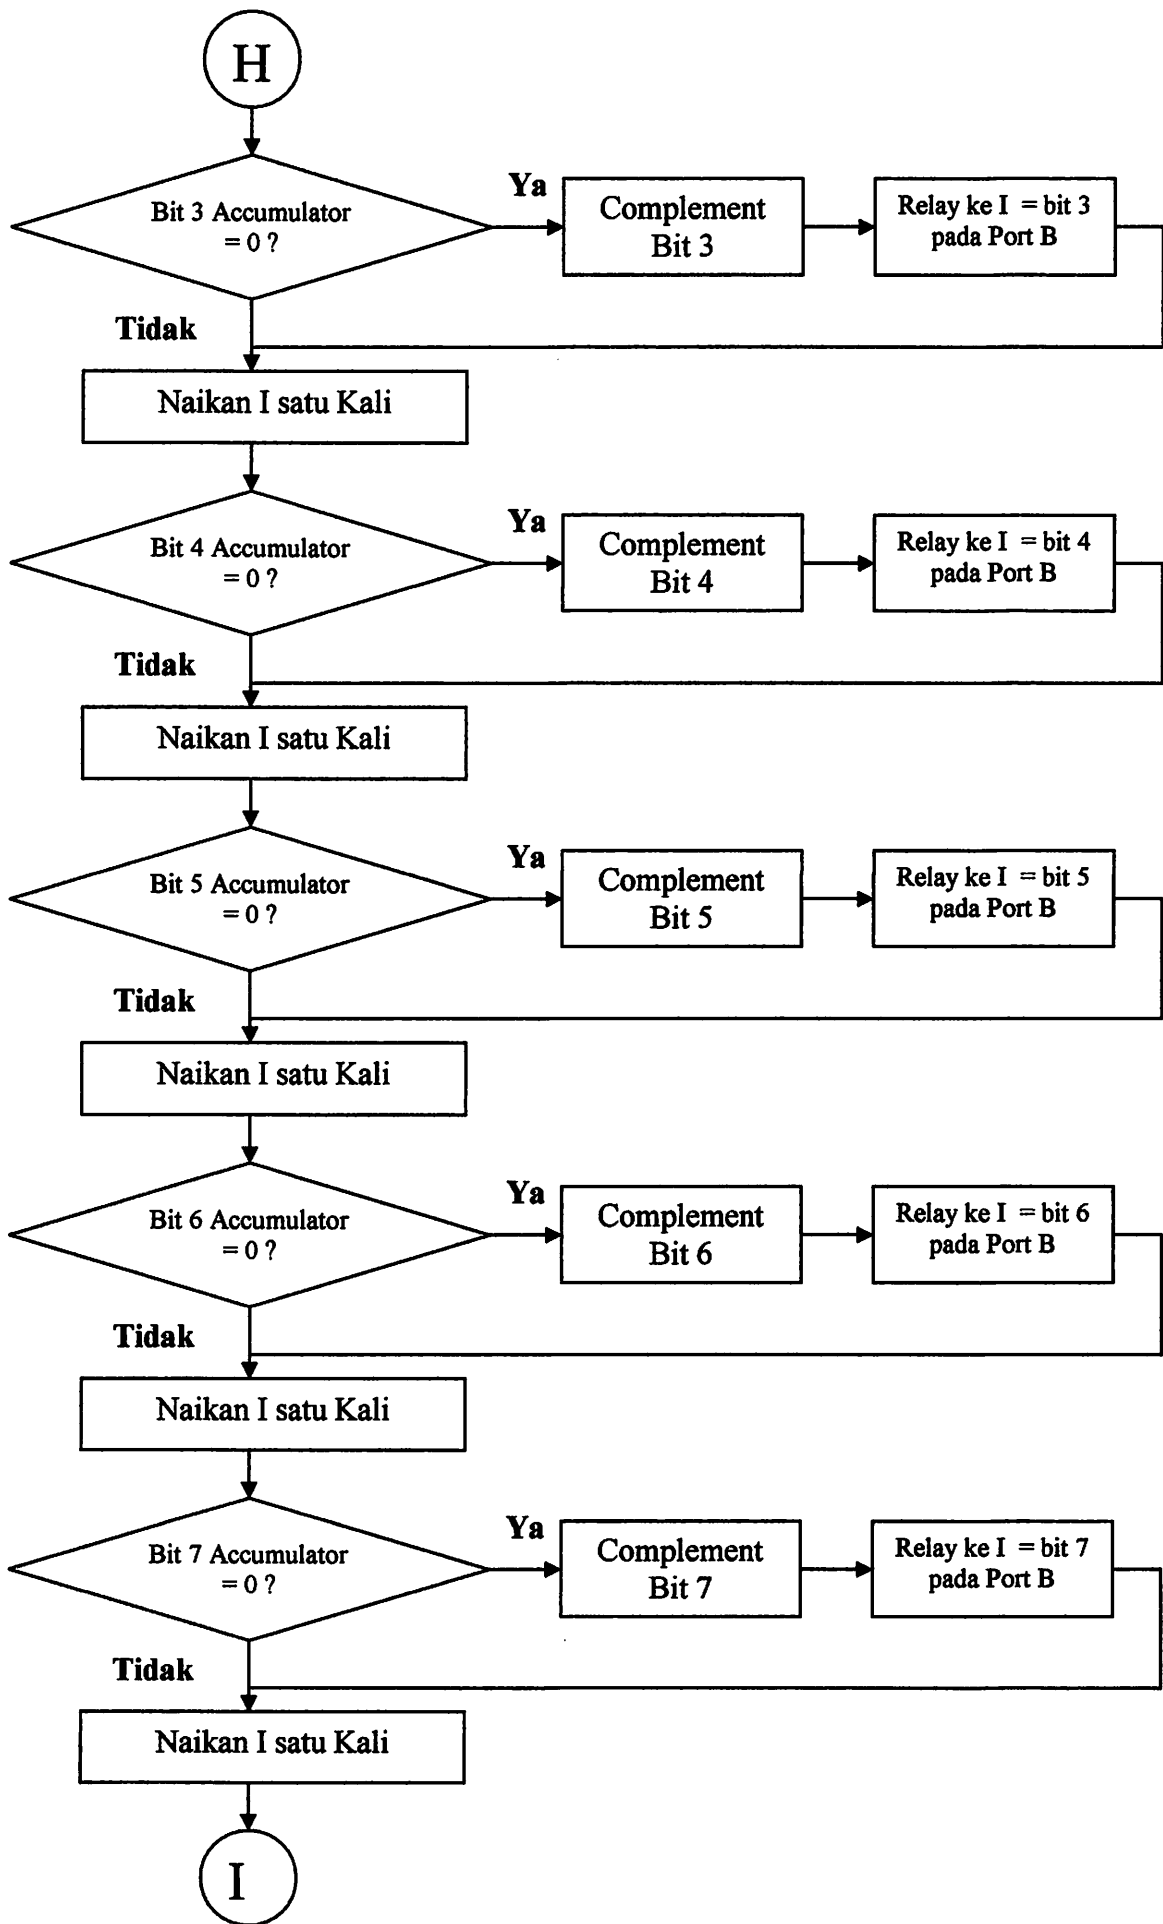 H
Bit 3 Accumulator
= 0 ?
Ya
Complement
Bit 3
Relay ke I = bit 3
pada Port B
Tidak
Naikan I satu Kali
Bit 4 Accumulator
= 0 ?
Ya
Complement
Bit 4
Relay ke I = bit 4
pada Port B
Tidak
Naikan I satu Kali
Bit 5 Accumulator
= 0 ?
Ya
Complement
Bit 5
Relay ke I = bit 5
pada Port B
Tidak
Naikan I satu Kali
Bit 6 Accumulator
= 0 ?
Ya
Complement
Bit 6
Relay ke I = bit 6
pada Port B
Tidak
Naikan I satu Kali
Bit 7 Accumulator
= 0 ?
Ya
Complement
Bit 7
Relay ke I = bit 7
pada Port B
Tidak
Naikan I satu Kali
I